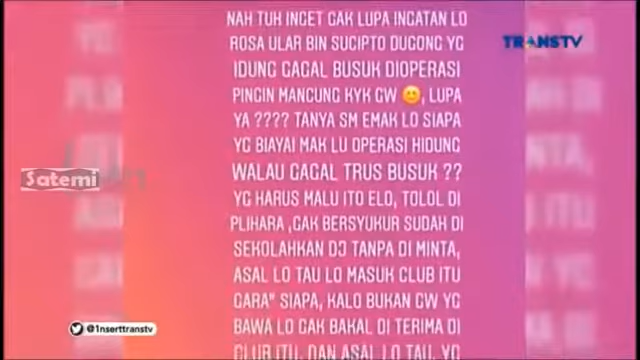 NAH TUH INGET GAK LUPA INGATAN LO
ROSA ULAR BIN SUCIPTO DUGONG YG
IDUNG GAGAL BUSUK DIOPERASI
PINGIN MANCUNG KYK GW 😊, LUPA
YA ???? TANYA SM EMAK LO SIAPA
YG BIAYAI MAK LU OPERASI HIDUNG
WALAU GAGAL TRUS BUSUK ??
YG HARUS MALU ITO ELO, TOLOL DI
PLIHARA ,GAK BERSYUKUR SUDAH DI
SEKOLAHKAN DJ TANPA DI MINTA,
ASAL LO TAU LO MASUK CLUB ITU
GARA" SIAPA, KALO BUKAN GW YG
BAWA LO GAK BAKAL DI TERIMA DI
CLUB ITU, DAN ASAL LO TAU, YG
TRANSTV
Satemi
@1nserttranstv